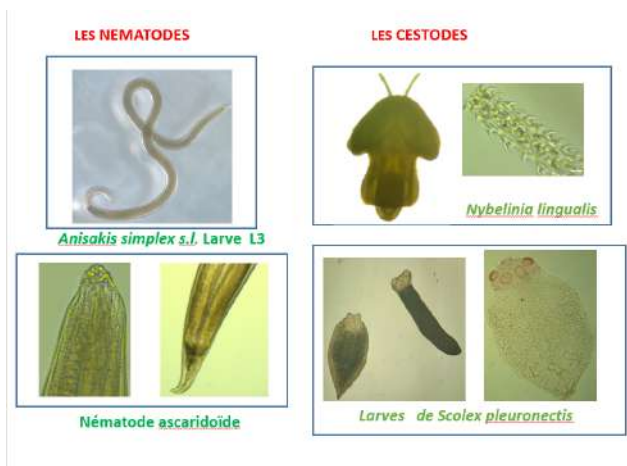 LES NEMATODES
LES CESTODES
Anisakis simplex s.l. Larve L3
Nybelinia lingualis
Nématode ascaridoïde
Larves de Scolex pleuronectis